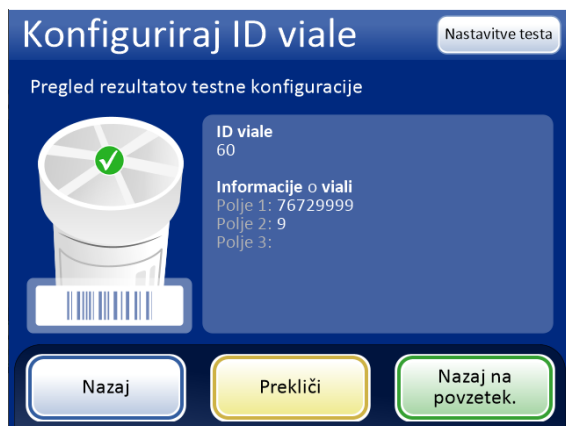 Konfiguriraj ID viale
Nastavitve testa
Pregled rezultatov testne konfiguracije
ID viale
60
Informacije o viali
Polje 1: 76729999
Polje 2: 9
Polje 3:
Nazaj
Prekliči
Nazaj na
povzetek.